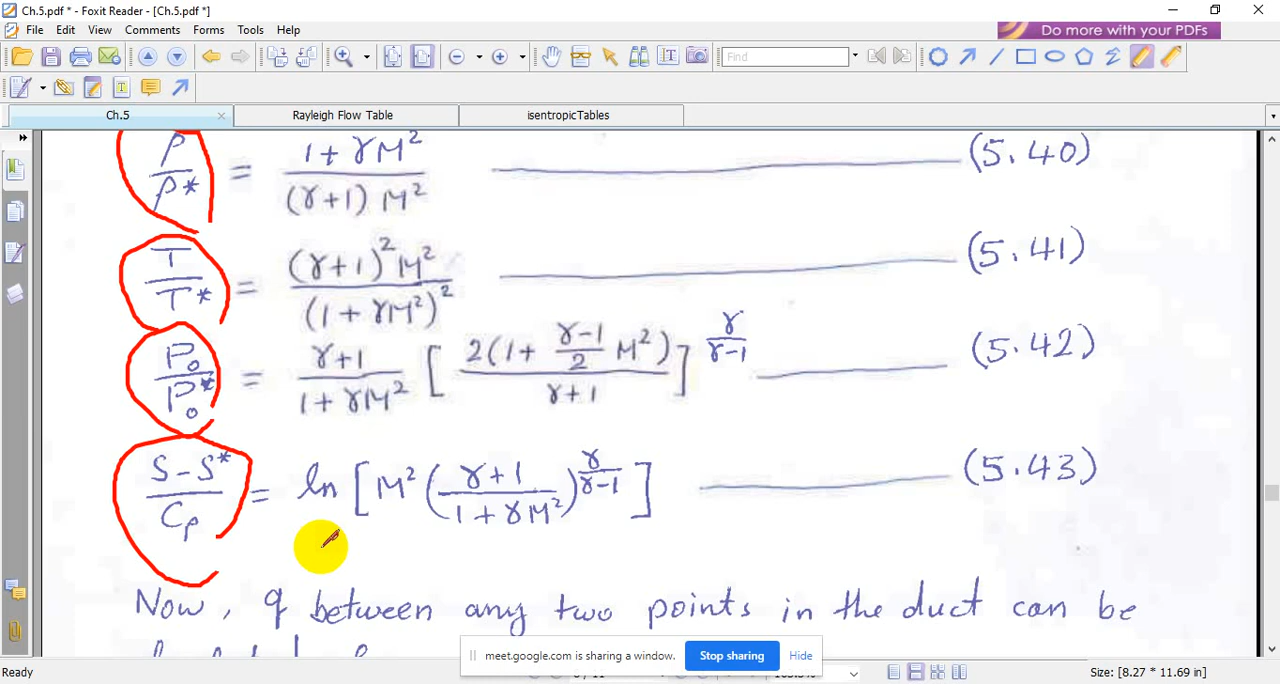 Ch.5.pdf * - Foxit Reader - [Ch.5.pdf *]
File Edit View Comments Forms Tools Help
Do more with your PDFs
Find
Ch.5 Rayleigh Flow Table isentropicTables
ρ/ρ* = (1 + γM²)/((γ+1) M²) (5.40)
T/T* = (γ+1)²M²/(1 + γM²)² (5.41)
P₀/P₀* = (γ+1)/(1 + γM²) [2(1 + (γ-1)/2 M²)/(γ+1)]^(γ/(γ-1)) (5.42)
(S-S*)/Cp = ln [M² ((γ+1)/(1 + γM²))^(γ/(γ-1))] (5.43)
Now, q between any two points in the duct can be
meet.google.com is sharing a window. Stop sharing Hide
Ready Size: [8.27 * 11.69 in]